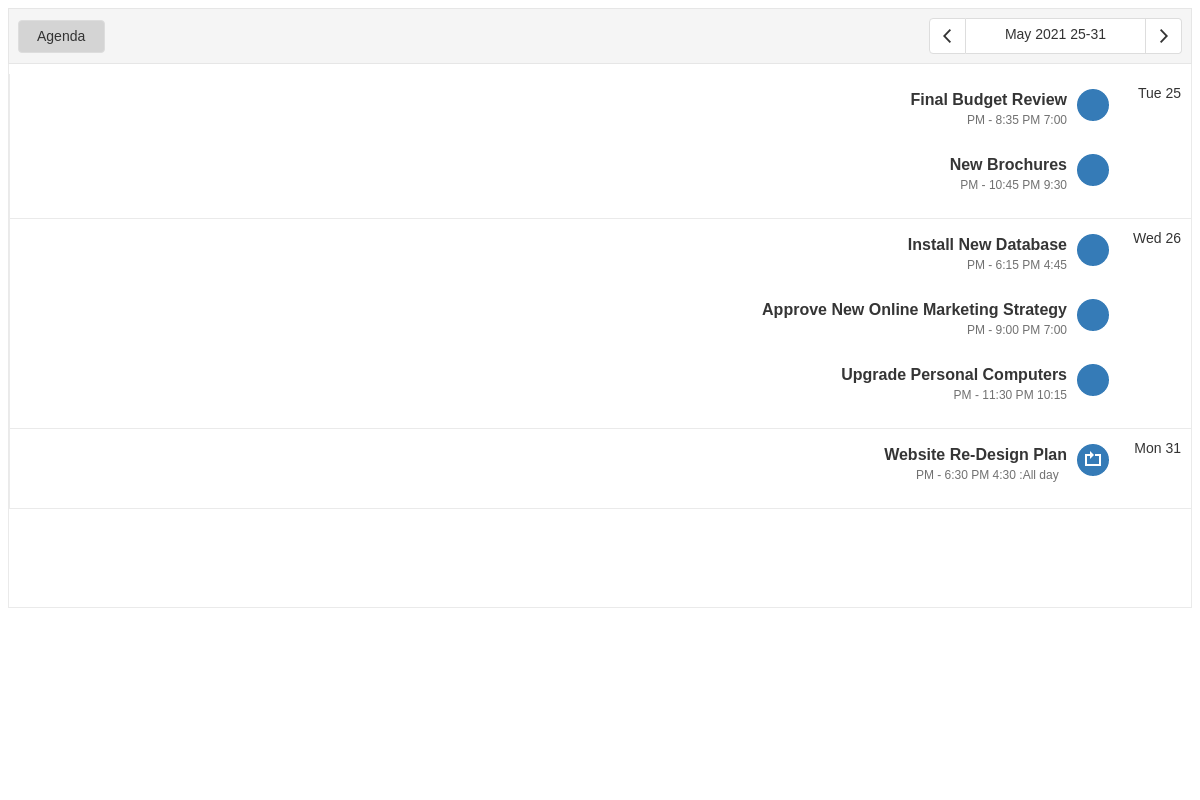 Agenda
May 2021 25-31
Tue 25
Final Budget Review
PM - 8:35 PM 7:00
New Brochures
PM - 10:45 PM 9:30
Wed 26
Install New Database
PM - 6:15 PM 4:45
Approve New Online Marketing Strategy
PM - 9:00 PM 7:00
Upgrade Personal Computers
PM - 11:30 PM 10:15
Mon 31
Website Re-Design Plan
PM - 6:30 PM 4:30 :All day